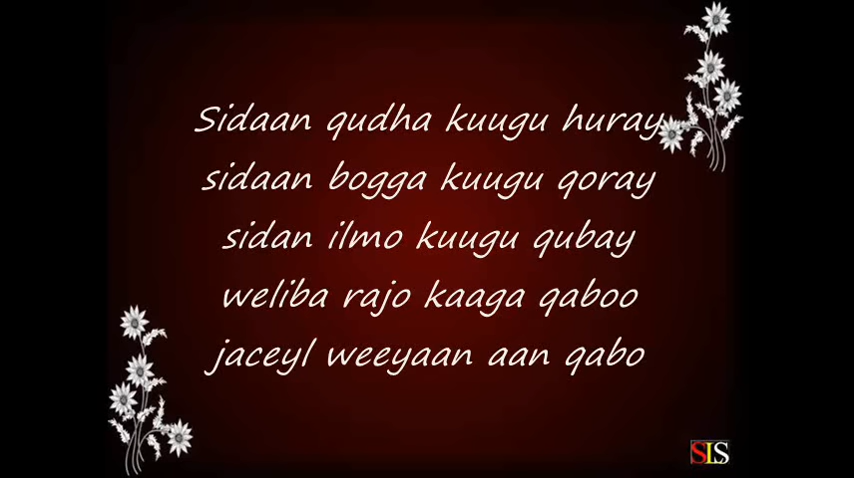 Sidaan qudha kuugu huray
sidaan bogga kuugu qoray
sidan ilmo kuugu qubay
weliba rajo kaaga qaboo
jaceyl weeyaan aan qabo
SLS